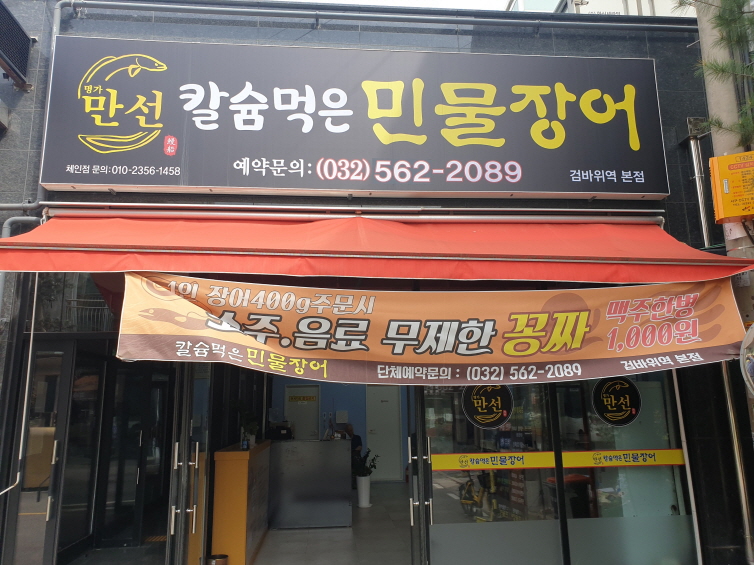 명가
만선
칼슘먹은 민물장어
체인점 문의: 010-2356-1458
예약문의: (032) 562-2089
검바위역 본점
1인 장어400g주문시
소주.음료 무제한 꽁짜
맥주한병
1,000원
칼슘먹은 민물장어
단체예약문의 : (032) 562-2089
검바위역 본점
만선
만선
칼슘먹은 민물장어
칼슘먹은 민물장어